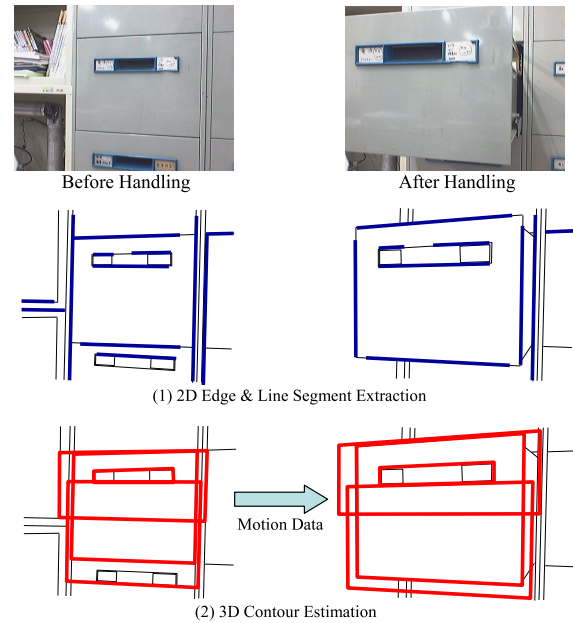 Before Handling
After Handling
(1) 2D Edge & Line Segment Extraction
Motion Data
(2) 3D Contour Estimation